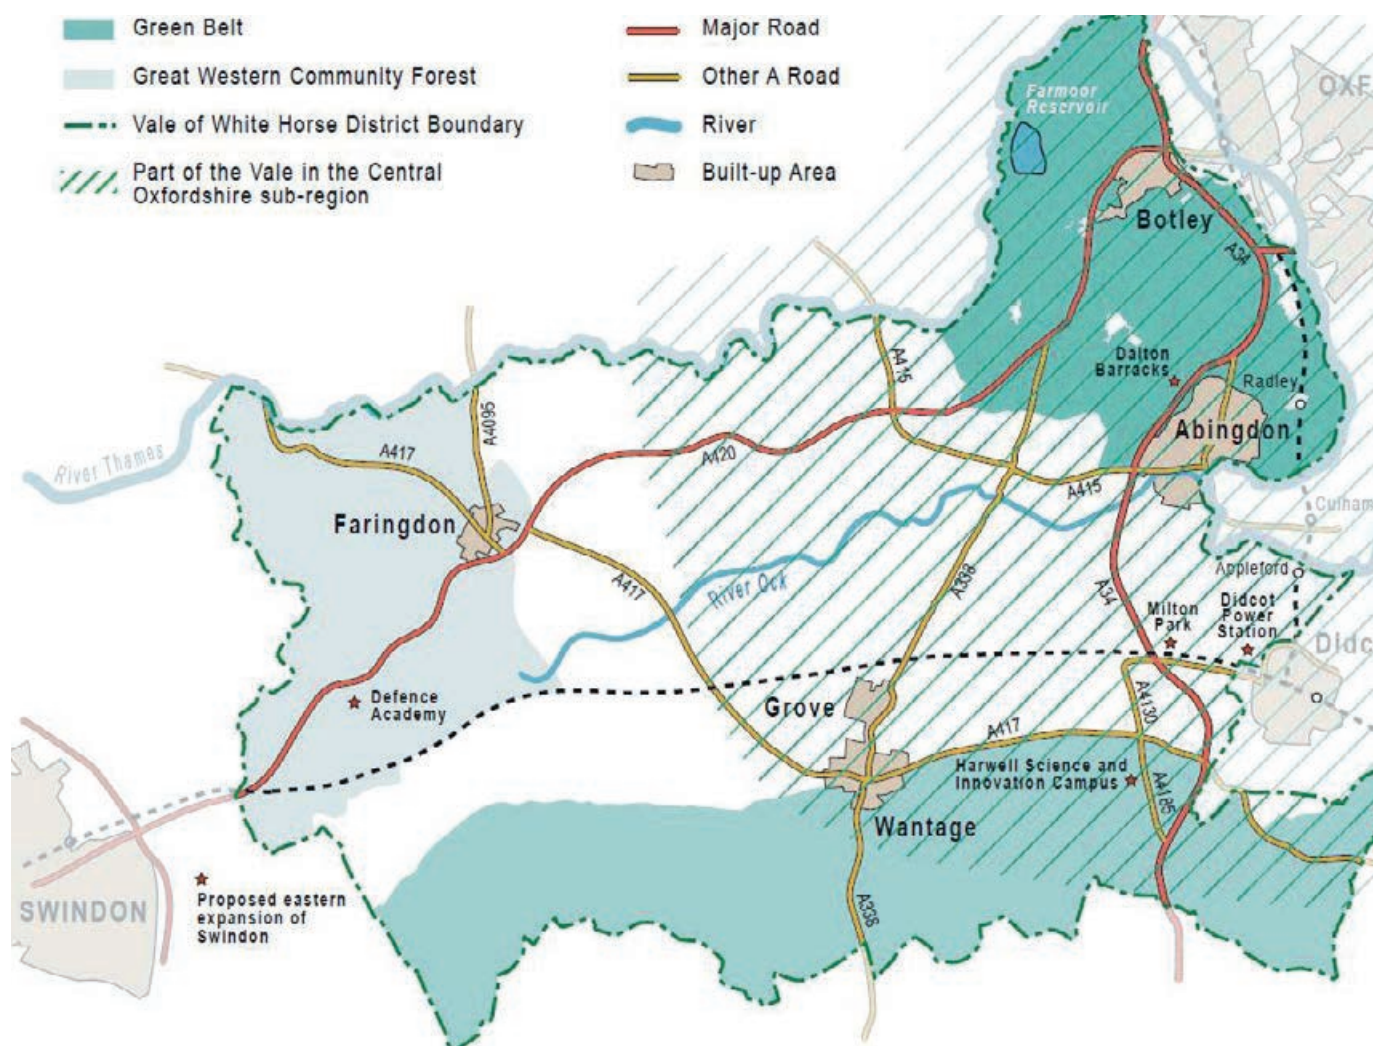 Green Belt
Great Western Community Forest
Vale of White Horse District Boundary
Part of the Vale in the Central
Oxfordshire sub-region
Major Road
Other A Road
River
Built-up Area
Farmoor
Reservoir
OXF
Botley
A34
A415
Dalton
Barracks
Radley
Abingdon
A4095
A417
A420
River Thames
Faringdon
A415
Culham
A417
River Ock
A338
A34
Appleford
Milton
Park
Didcot
Power
Station
Didc
Defence
Academy
Grove
A4130
A417
Harwell Science and
Innovation Campus
A4185
Wantage
Proposed eastern
expansion of
Swindon
SWINDON
A338